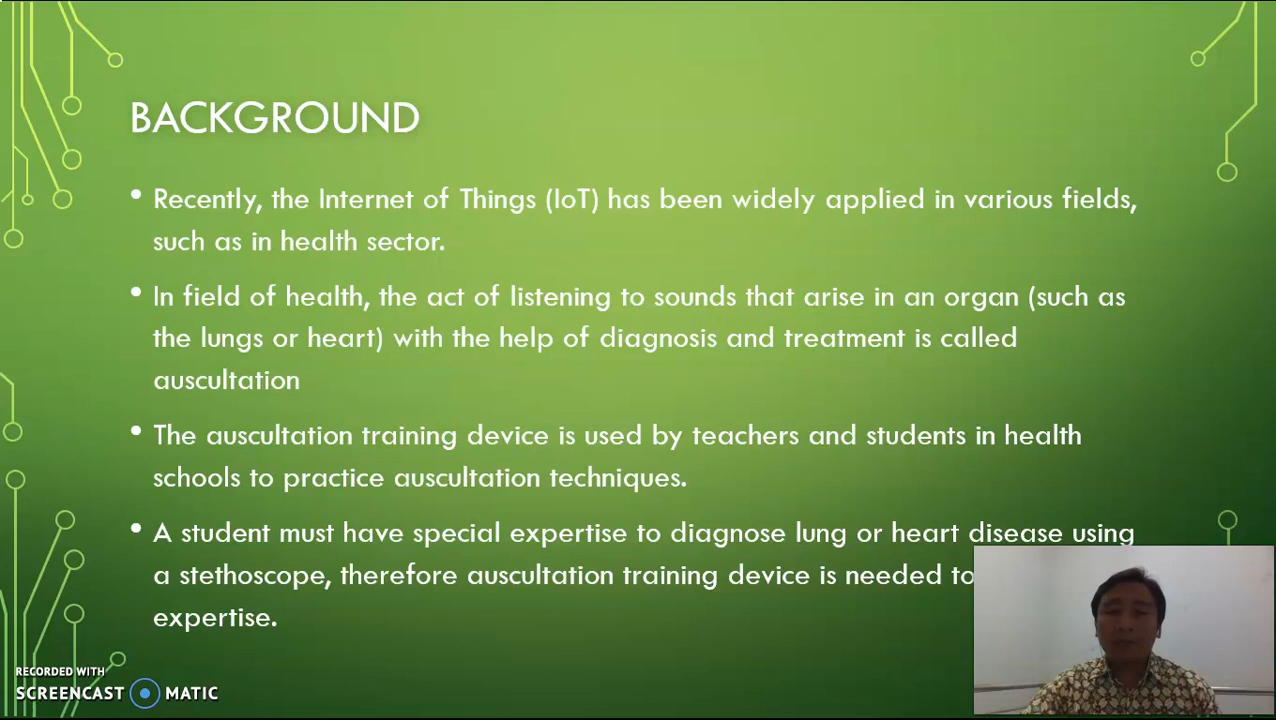 BACKGROUND
• Recently, the Internet of Things (IoT) has been widely applied in various fields,
such as in health sector.
• In field of health, the act of listening to sounds that arise in an organ (such as
the lungs or heart) with the help of diagnosis and treatment is called
auscultation
• The auscultation training device is used by teachers and students in health
schools to practice auscultation techniques.
• A student must have special expertise to diagnose lung or heart disease using
a stethoscope, therefore auscultation training device is needed to
expertise.
RECORDED WITH
SCREENCAST MATIC